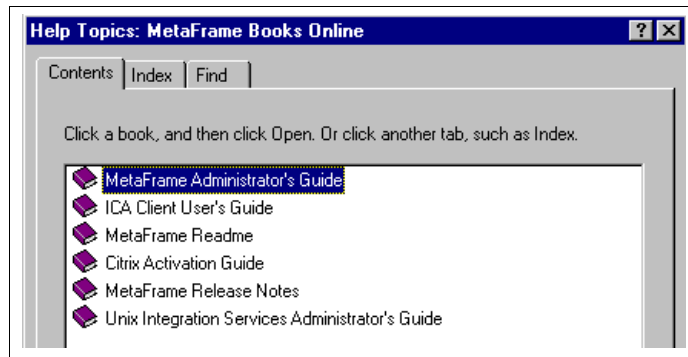 Help Topics: MetaFrame Books Online
Contents Index Find
Click a book, and then click Open. Or click another tab, such as Index.
MetaFrame Administrator's Guide
ICA Client User's Guide
MetaFrame Readme
Citrix Activation Guide
MetaFrame Release Notes
Unix Integration Services Administrator's Guide